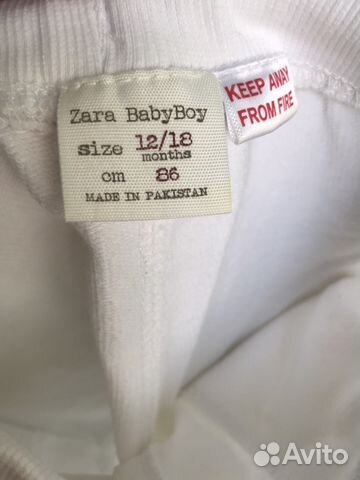 Zara BabyBoy
size 12/18
months
cm 86
MADE IN PAKISTAN
KEEP AWAY
FROM FIRE
Avito